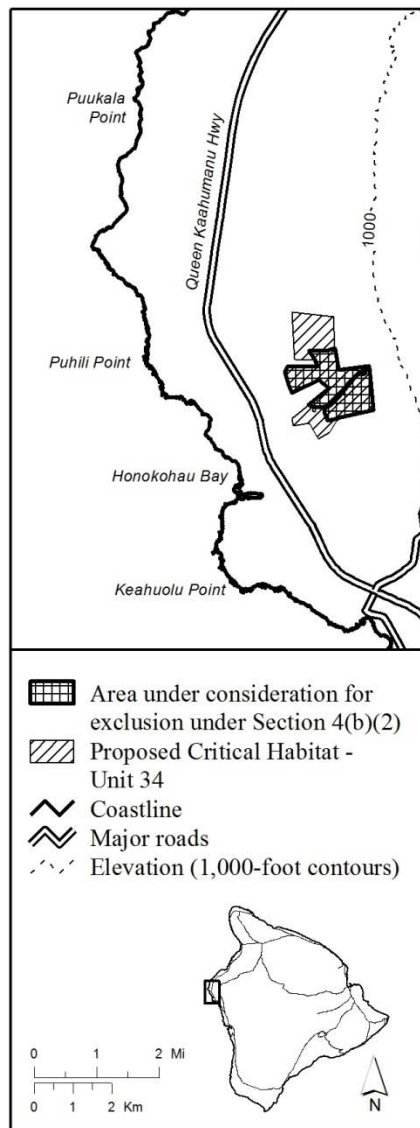 Puukala
Point
Queen Kaahumanu Hwy
1000
Puhili Point
Honokohau Bay
Keahuolu Point
Area under consideration for
exclusion under Section 4(b)(2)
Proposed Critical Habitat -
Unit 34
Coastline
Major roads
Elevation (1,000-foot contours)
0 1 2 Mi
0 1 2 Km
N